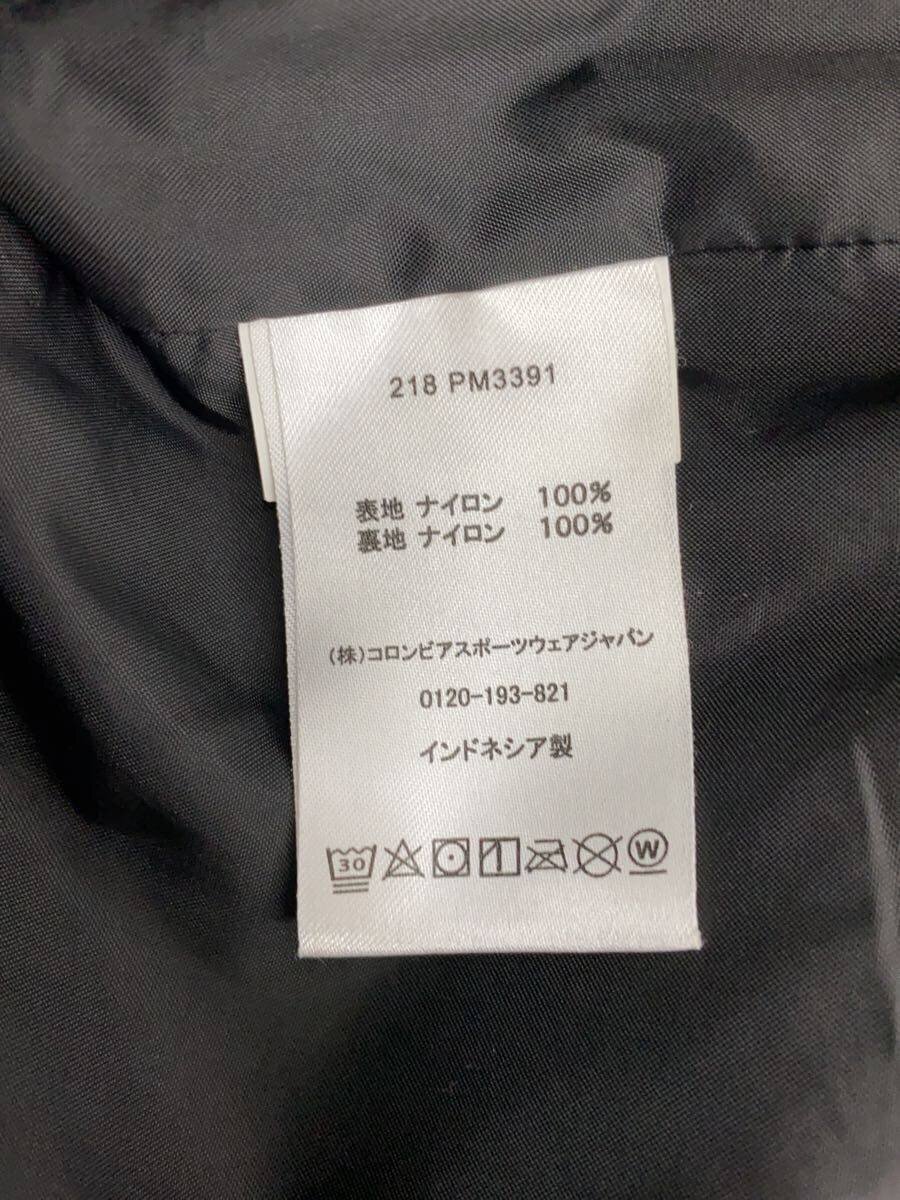 218 PM3391
表地 ナイロン 100%
裏地 ナイロン 100%
(株)コロンビアスポーツウェアジャパン
0120-193-821
インドネシア製
30 W